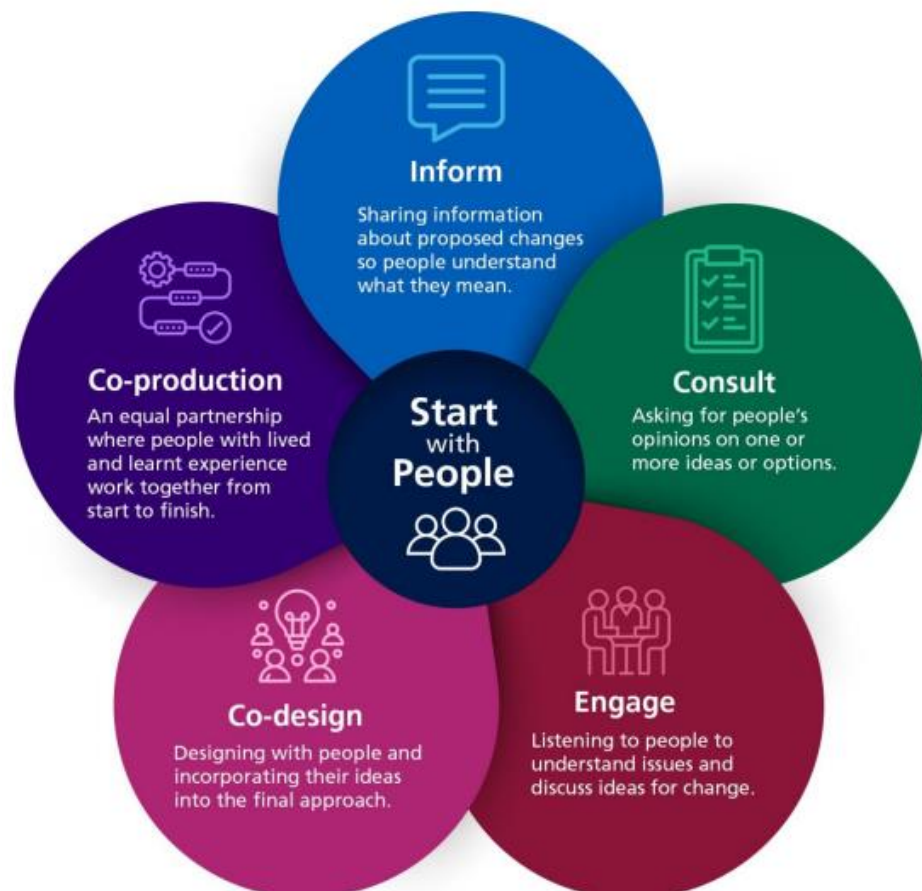 Inform
Sharing information
about proposed changes
so people understand
what they mean.
Consult
Asking for people's
opinions on one or
more ideas or options.
Engage
Listening to people to
understand issues and
discuss ideas for change.
Co-design
Designing with people and
incorporating their ideas
into the final approach.
Co-production
An equal partnership
where people with lived
and learnt experience
work together from
start to finish.
Start
with
People